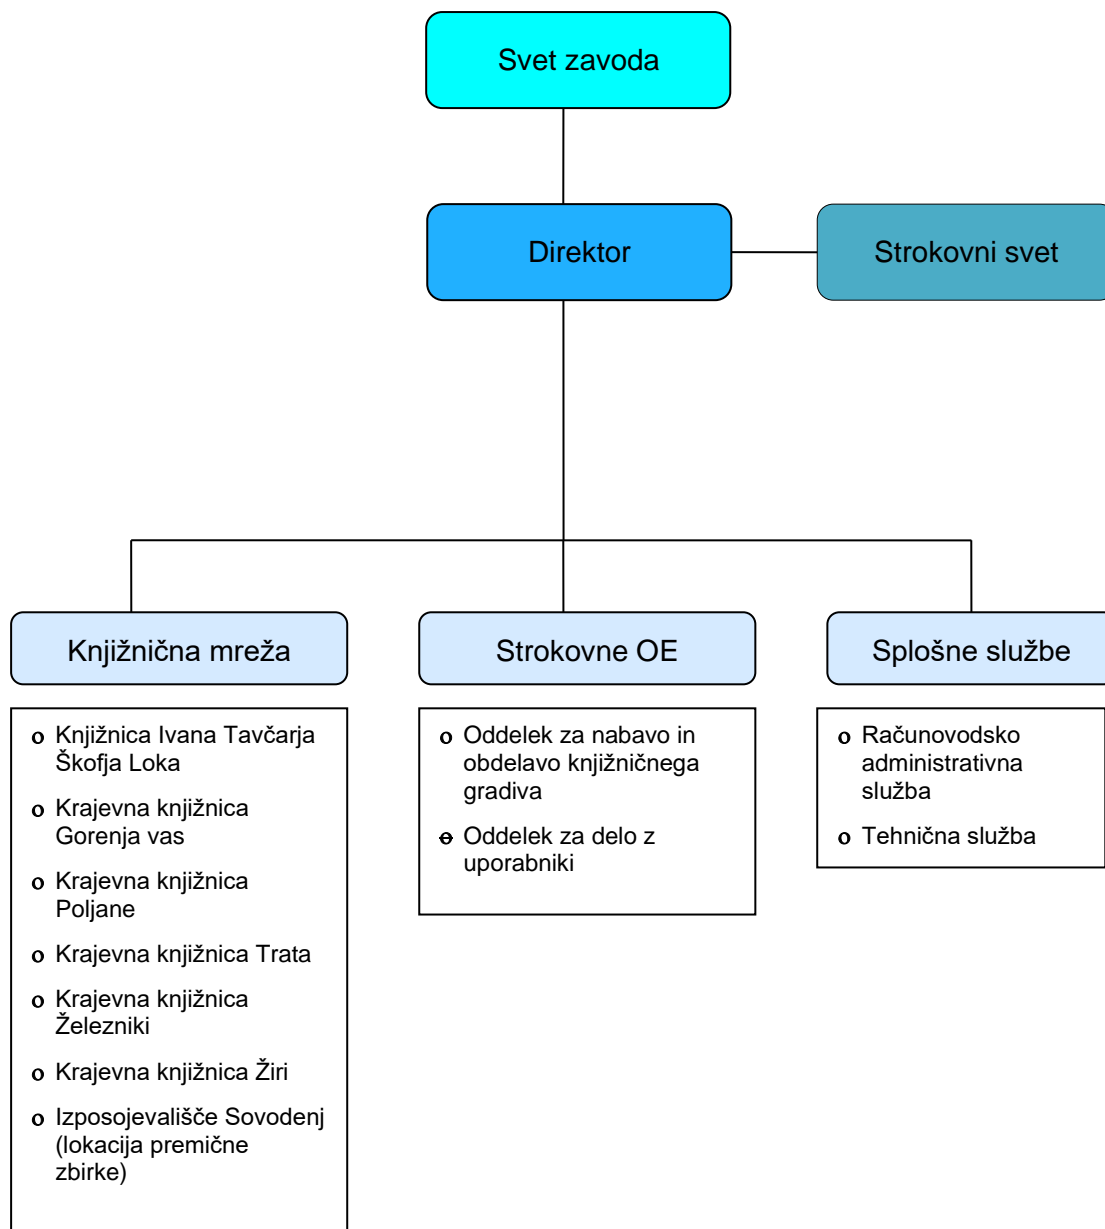 Svet zavoda
Direktor
Strokovni svet
Knjižnična mreža
o Knjižnica Ivana Tavčarja
Škofja Loka
o Krajevna knjižnica
Gorenja vas
o Krajevna knjižnica
Poljane
o Krajevna knjižnica Trata
o Krajevna knjižnica
Železniki
o Krajevna knjižnica Žiri
o Izposojevališče Sovodenj
(lokacija premične
zbirke)
Strokovne OE
o Oddelek za nabavo in
obdelavo knjižničnega
gradiva
o Oddelek za delo z
uporabniki
Splošne službe
o Računovodsko
administrativna
služba
o Tehnična služba